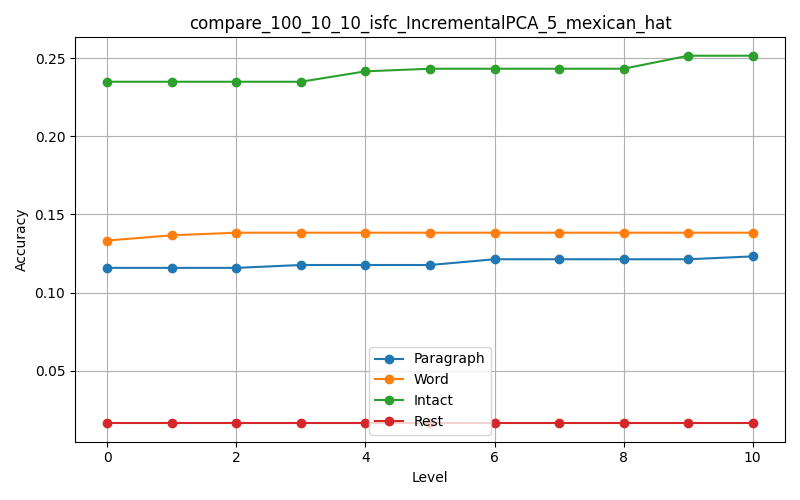 compare_100_10_10_isfc_IncrementalPCA_5_mexican_hat
0.25
0.20
0.15
0.10
0.05
Accuracy
Paragraph
Word
Intact
Rest
0 2 4 6 8 10
Level